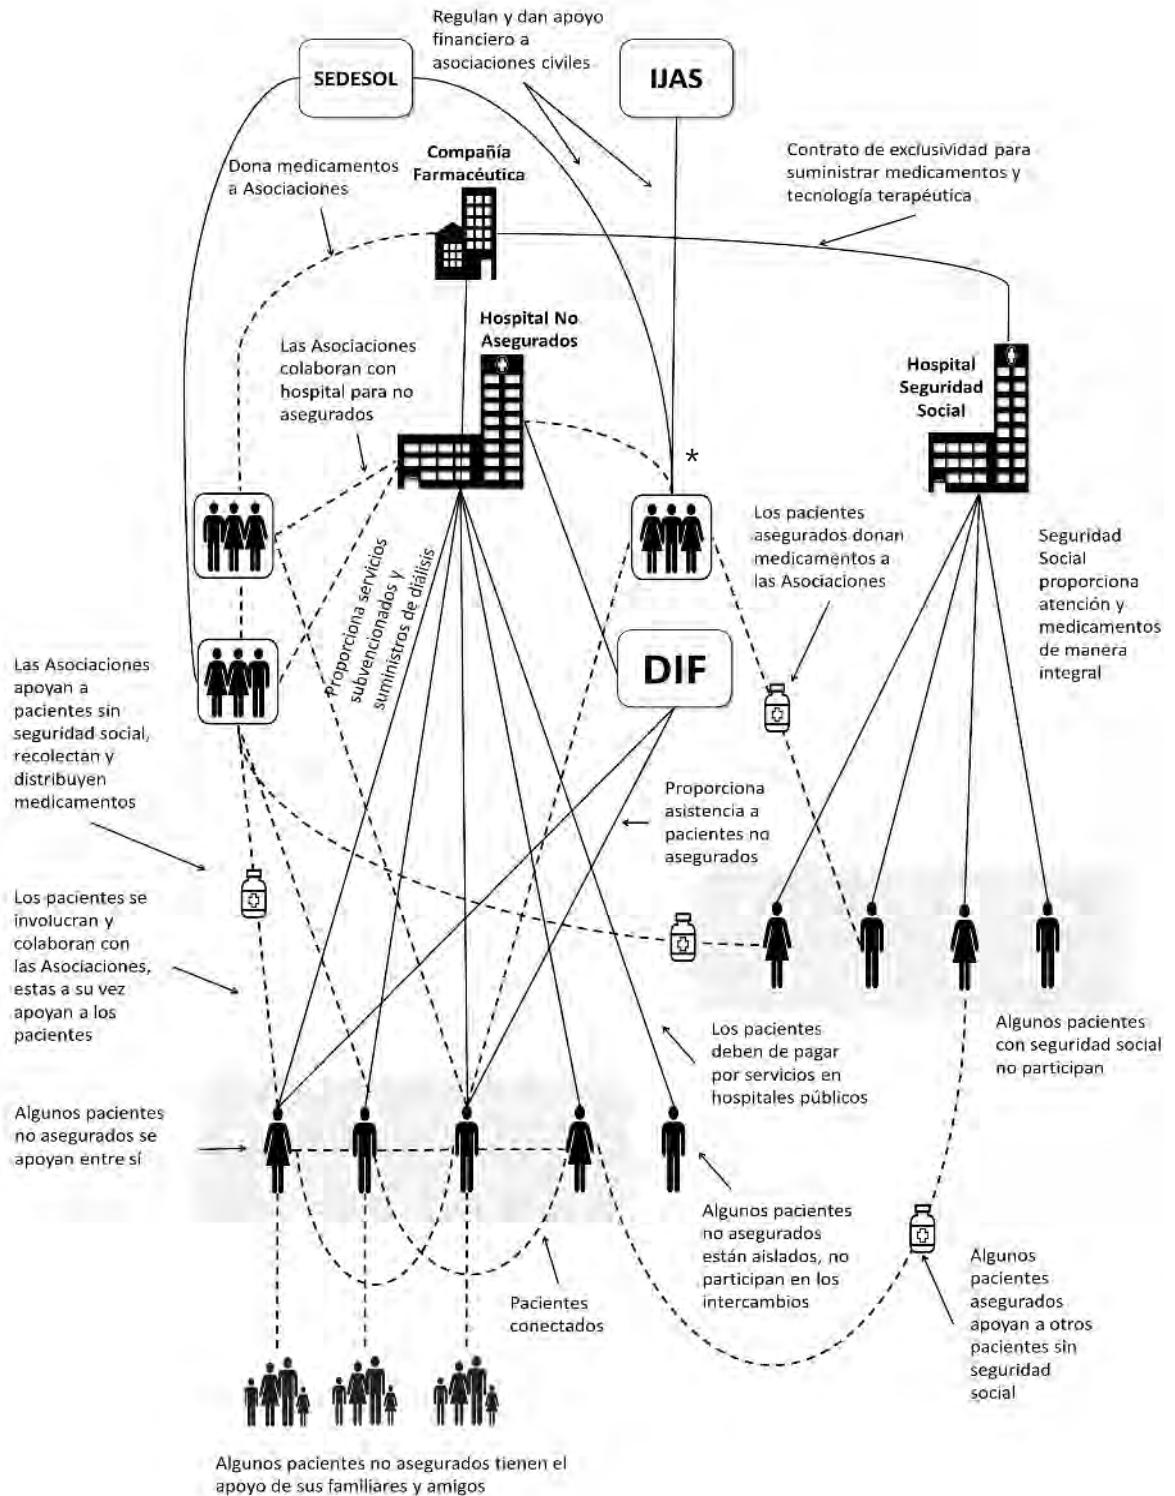 Regulan y dan apoyo
financiero a
asociaciones civiles
SEDESOL
IJAS
Dona medicamentos
a Asociaciones
Compañía
Farmacéutica
Contrato de exclusividad para
suministrar medicamentos y
tecnología terapéutica
Las Asociaciones
colaboran con
hospital para no
asegurados
Hospital No
Asegurados
Hospital
Seguridad
Social
*
Los pacientes
asegurados donan
medicamentos a
las Asociaciones
Seguridad
Social
proporciona
atención y
medicamentos
de manera
integral
Proporciona servicios
subvencionados y
suministros de diálisis
DIF
Las Asociaciones
apoyan a
pacientes sin
seguridad social,
recolectan y
distribuyen
medicamentos
Proporciona
asistencia a
pacientes no
asegurados
Los pacientes se
involucran y
colaboran con
las Asociaciones,
estas a su vez
apoyan a los
pacientes
Los pacientes
deben de pagar
por servicios en
hospitales públicos
Algunos pacientes
con seguridad social
no participan
Algunos pacientes
no asegurados se
apoyan entre sí
Algunos pacientes
no asegurados
están aislados, no
participan en los
intercambios
Pacientes
conectados
Algunos
pacientes
asegurados
apoyan a otros
pacientes sin
seguridad
social
Algunos pacientes no asegurados tienen el
apoyo de sus familiares y amigos